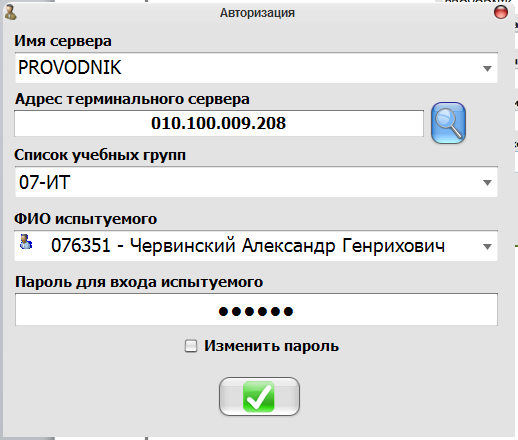 Авторизация
Имя сервера
PROVODNIK
Адрес терминального сервера
010.100.009.208
Список учебных групп
07-ИТ
ФИО испытуемого
076351 - Червинский Александр Генрихович
Пароль для входа испытуемого
●●●●●●
Изменить пароль